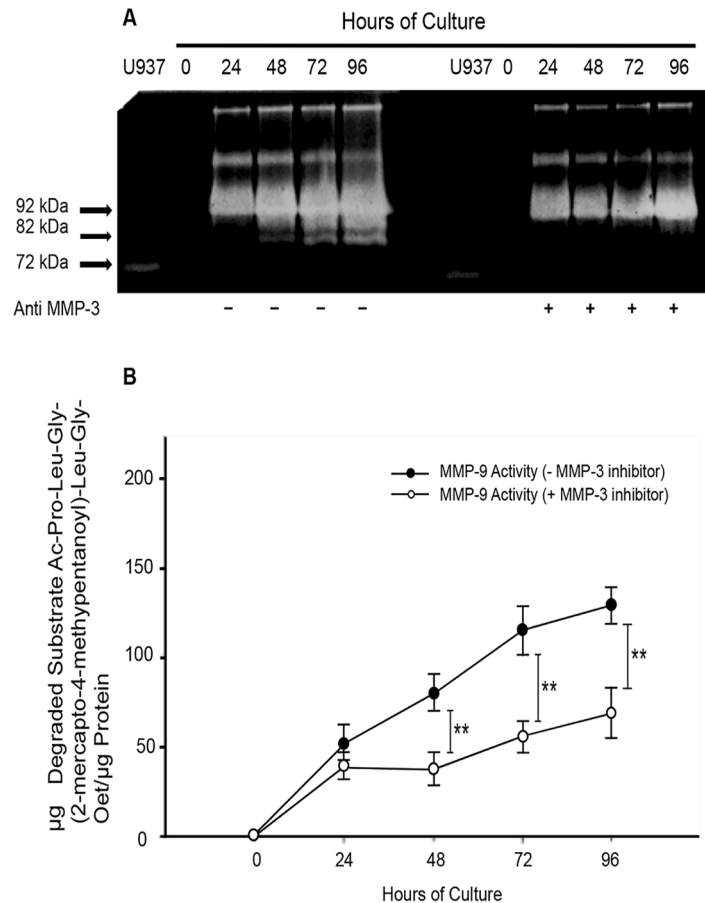 A
Hours of Culture
U937 0 24 48 72 96 U937 0 24 48 72 96
92 kDa
82 kDa
72 kDa
Anti MMP-3 – – – – + + + +
B
µg Degraded Substrate Ac-Pro-Leu-Gly-
(2-mercapto-4-methypentanoyl)-Leu-Gly-
Oet/µg Protein
200
150
100
50
0
MMP-9 Activity (- MMP-3 inhibitor)
MMP-9 Activity (+ MMP-3 inhibitor)
**
**
**
0 24 48 72 96
Hours of Culture